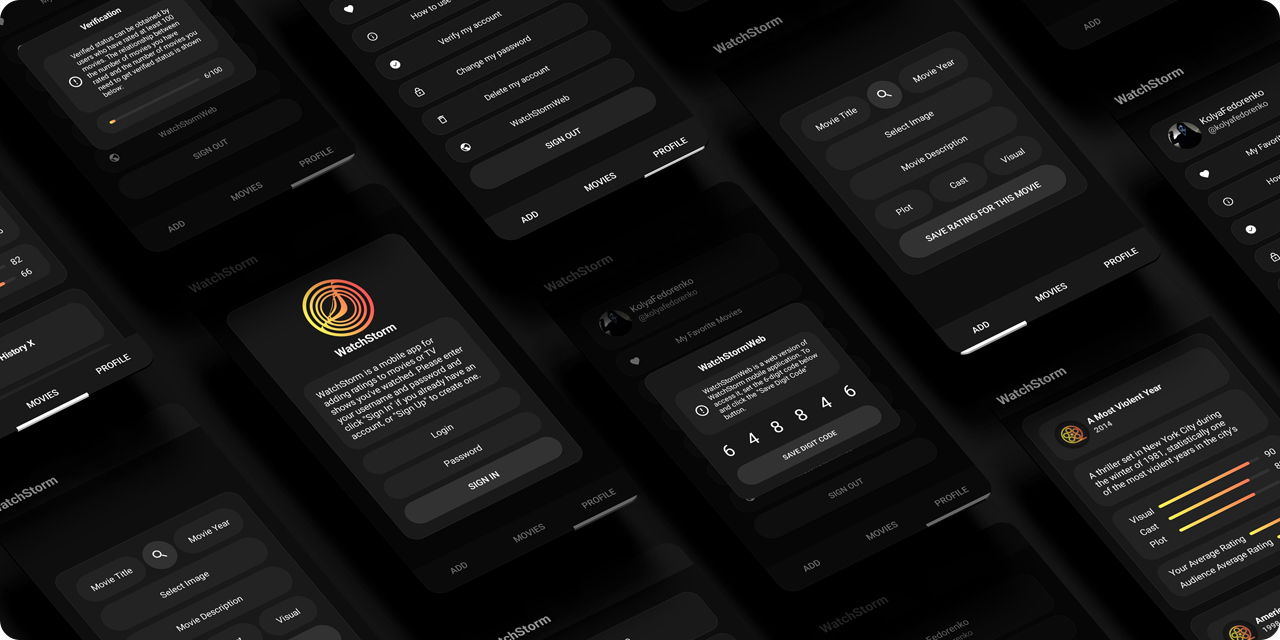 Verification
Verified status can be obtained by
users who have rated at least 100
movies. The relationship between
the number of movies you have
rated and the number of movies you
need to get verified status is shown
below:
6/100
WatchStormWeb
SIGN OUT
ADD
MOVIES
PROFILE
How to use
Verify my account
Change my password
Delete my account
WatchStormWeb
SIGN OUT
ADD
MOVIES
PROFILE
WatchStorm
Movie Title
Movie Year
Select Image
Movie Description
Plot
Cast
Visual
SAVE RATING FOR THIS MOVIE
ADD
MOVIES
PROFILE
ADD
WatchStorm
KolyaFedorenko
@kolyafedorenko
My Favo
How
82
66
History X
MOVIES
PROFILE
WatchStorm
WatchStorm
WatchStorm is a mobile app for
adding ratings to movies or TV
shows you've watched. Please enter
your username and password and
click "Sign In" if you already have an
account, or "Sign Up" to create one.
Login
Password
SIGN IN
ADD
MOVIES
PROFILE
WatchStorm
KolyaFedorenko
@kolyafedorenko
My Favorite Movies
WatchStormWeb
WatchStormWeb is a web version of
WatchStorm mobile application. To
access it, set the 6-digit code below
and click the "Save Digit Code"
button.
6 4 8 8 4 6
SAVE DIGIT CODE
SIGN OUT
ADD
MOVIES
PROFILE
WatchStorm
A Most Violent Year
2014
A thriller set in New York City during
the winter of 1981, statistically one
of the most violent years in the city's
Visual
90
Cast
8
Plot
Your Average Rating
Audience Average Rating
Americ
1998
atchStorm
Movie Title
Movie Year
Select Image
Movie Description
Visual
tchStorm
WatchStorm
KolyaFedorenko